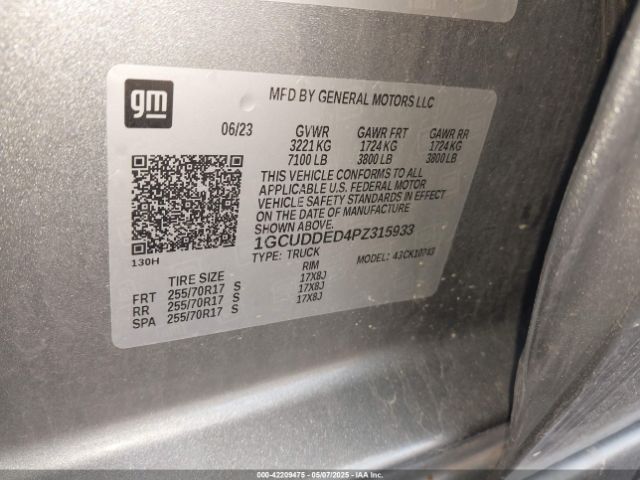 gm
MFD BY GENERAL MOTORS LLC
06/23 GVWR GAWR FRT GAWR RR
3221 KG 1724 KG 1724 KG
7100 LB 3800 LB 3800 LB
THIS VEHICLE CONFORMS TO ALL
APPLICABLE U.S. FEDERAL MOTOR
VEHICLE SAFETY STANDARDS IN EFFECT
ON THE DATE OF MANUFACTURE
SHOWN ABOVE.
1GCUDDED4PZ315933
TYPE: TRUCK MODEL:
130H
TIRE SIZE RIM
FRT 255/70R17 S 17X8J
RR 255/70R17 S 17X8J
SPA 255/70R17 S 17X8J
000-42209475 - 05/07/2025 - IAA Inc.